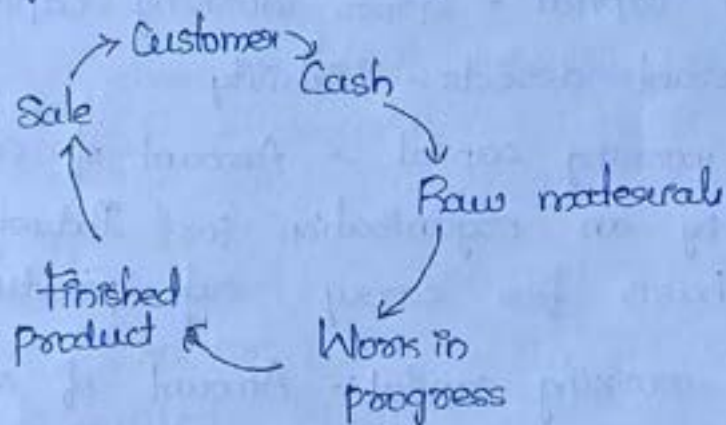 Customer
Cash
Sale
Raw material
Finished
product
Work in
progress